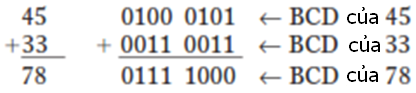 45 0100 0101 ← BCD của 45
+33 + 0011 0011 ← BCD của 33
78 0111 1000 ← BCD của 78